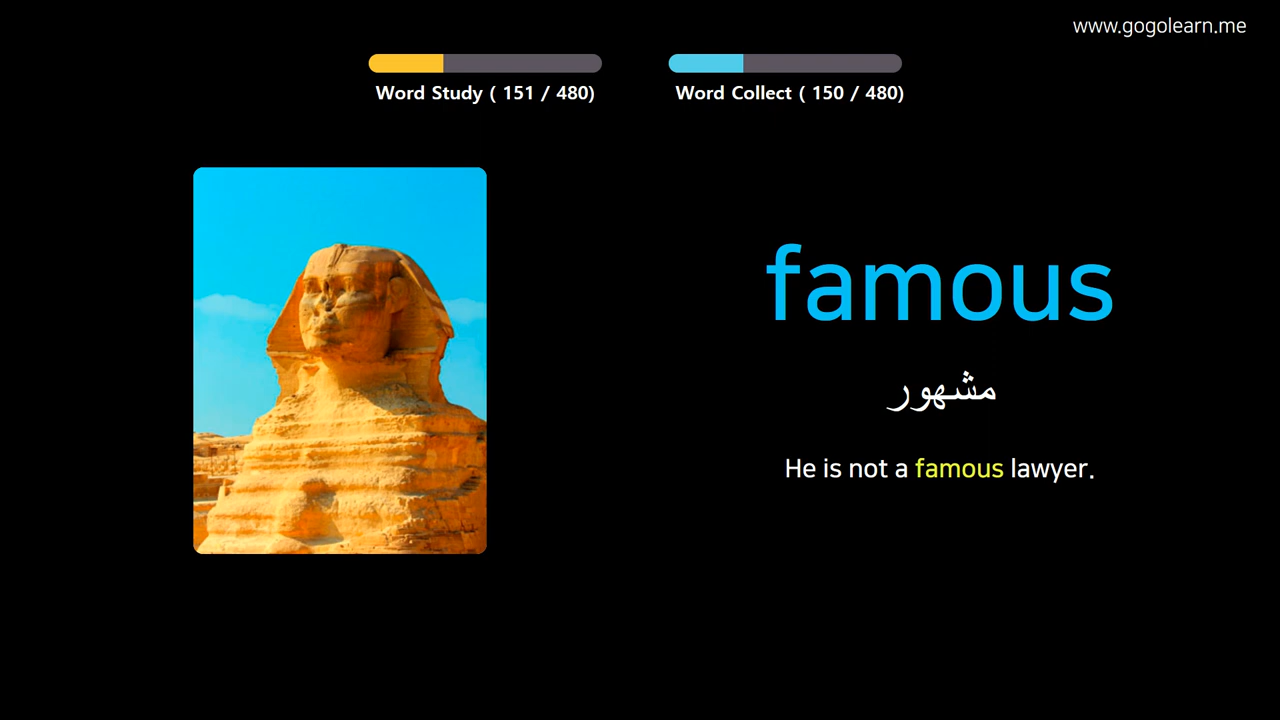 www.gogolearn.me
Word Study ( 151 / 480)
Word Collect ( 150 / 480)
famous
مشهور
He is not a famous lawyer.